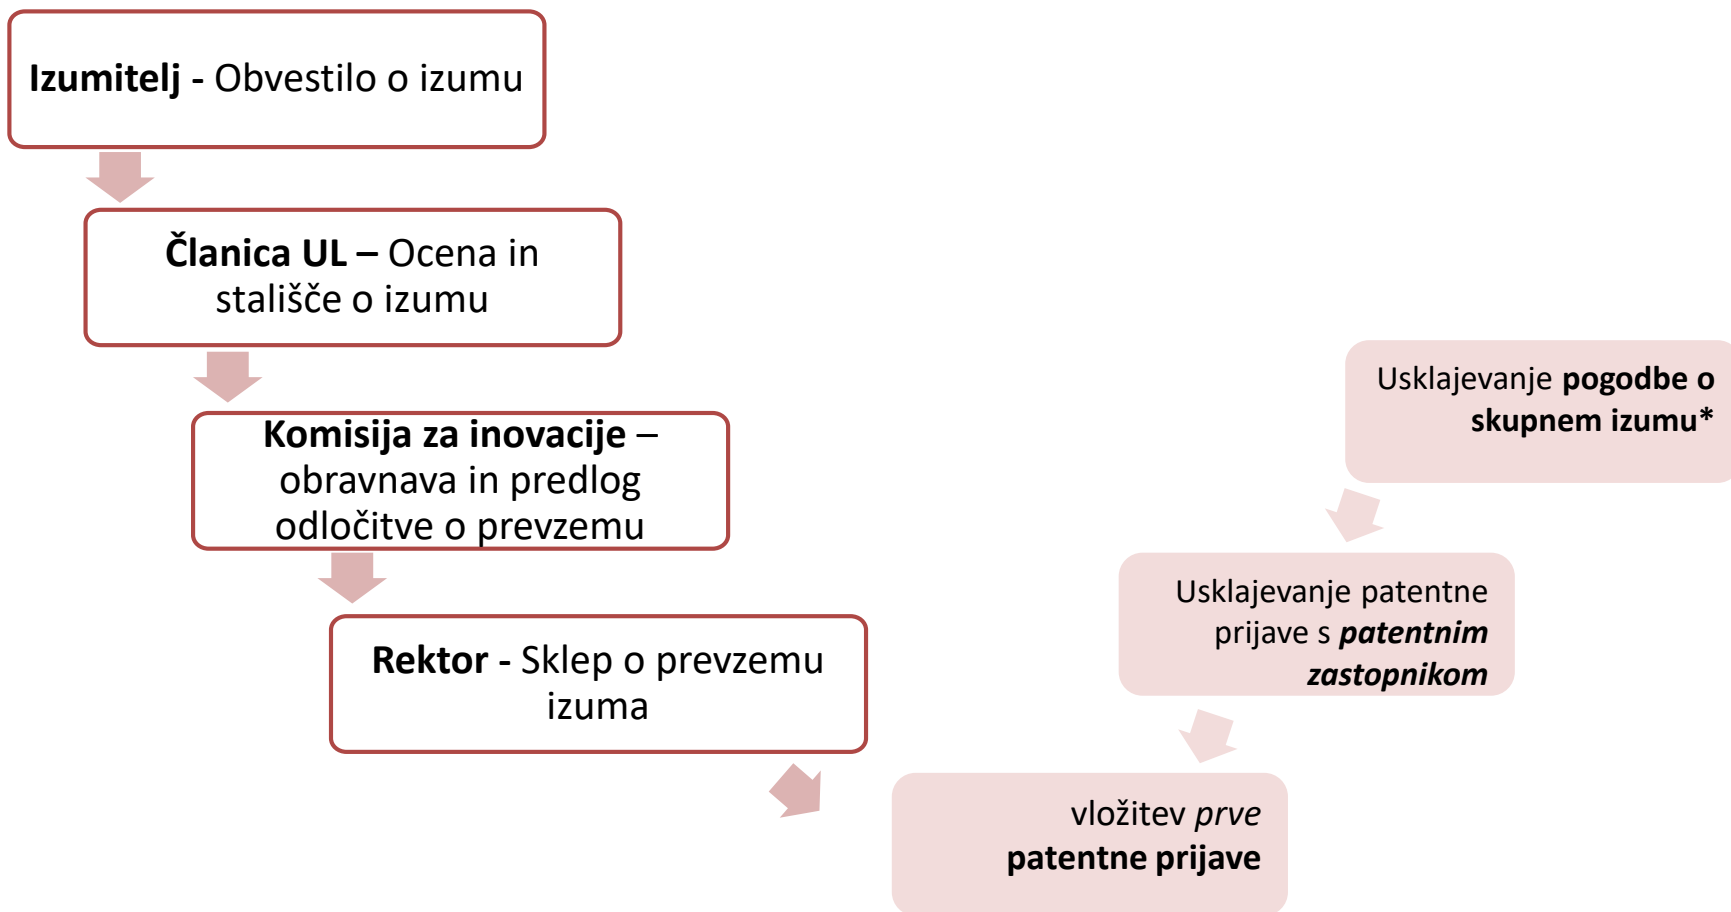 Izumitelj - Obvestilo o izumu
Članica UL – Ocena in
stališče o izumu
Komisija za inovacije –
obravnava in predlog
odločitve o prevzemu
Rektor - Sklep o prevzemu
izuma
Usklajevanje pogodbe o
skupnem izumu*
Usklajevanje patentne
prijave s patentnim
zastopnikom
vložitev prve
patentne prijave